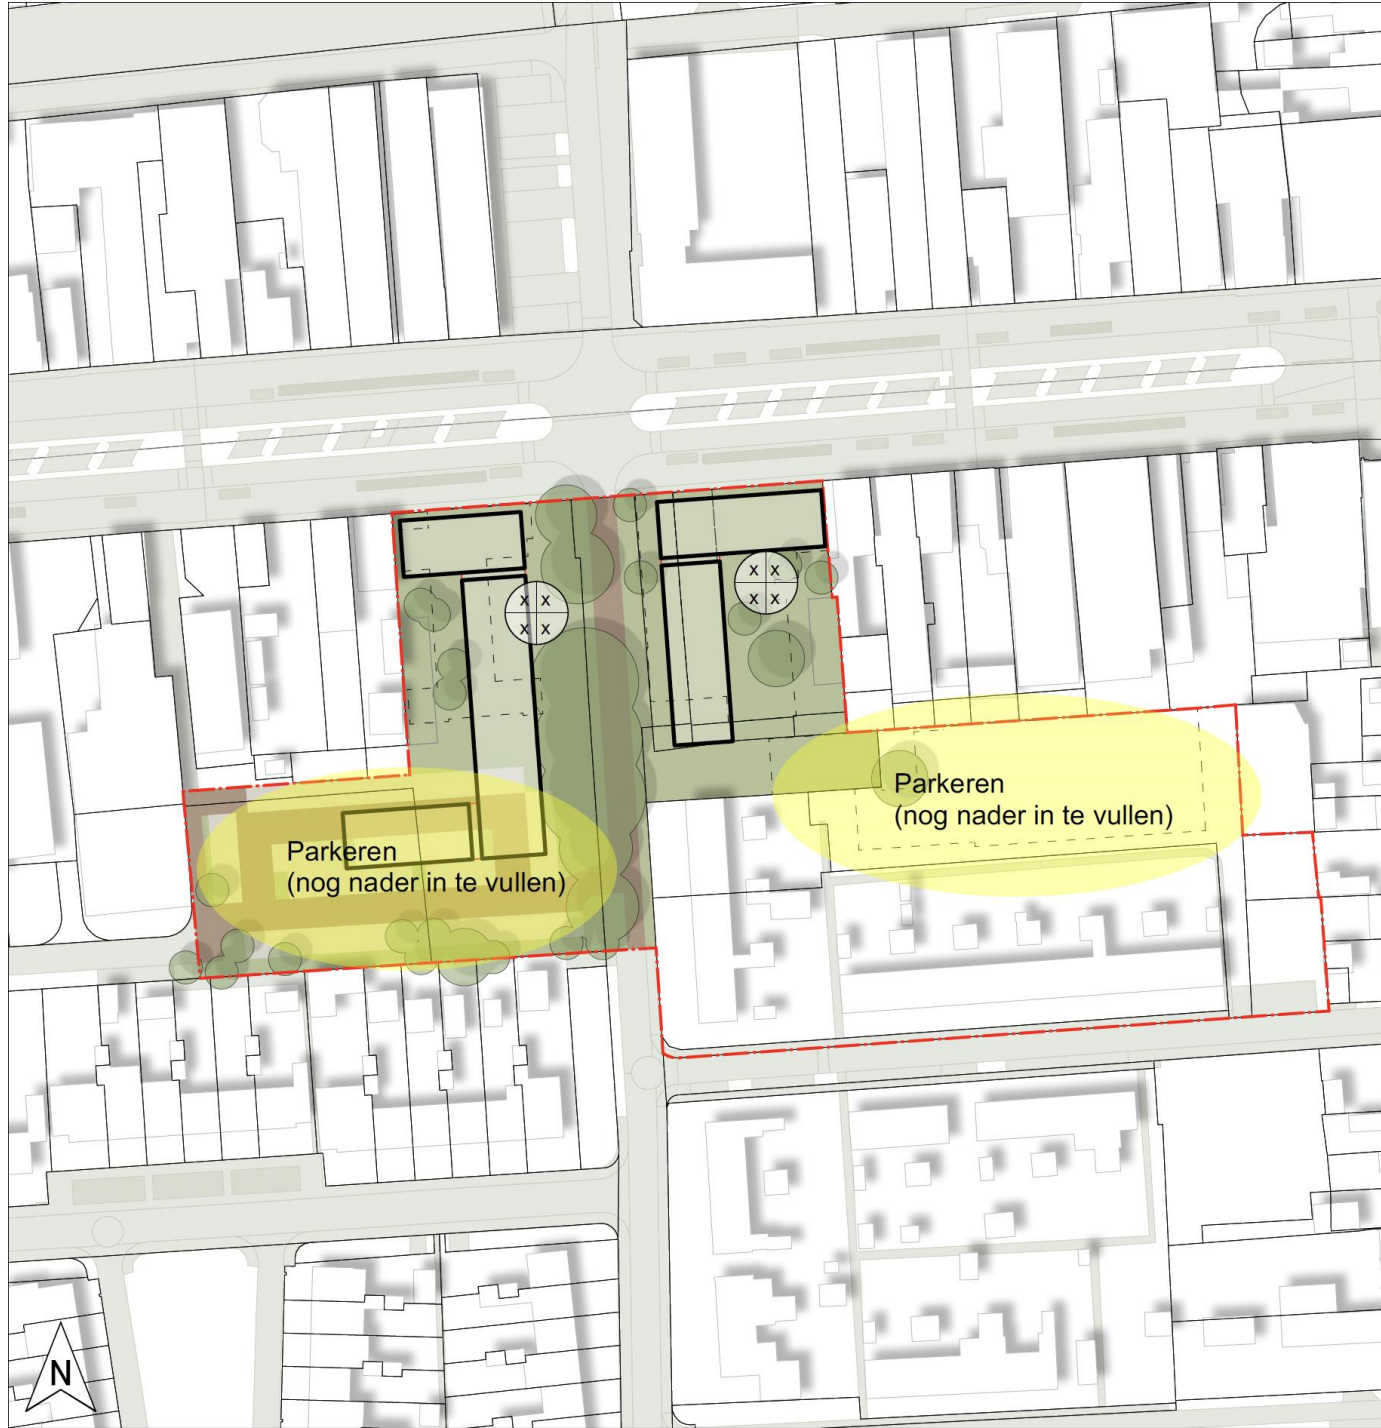 x x
x x
x x
x x
Parkeren
(nog nader in te vullen)
Parkeren
(nog nader in te vullen)
N